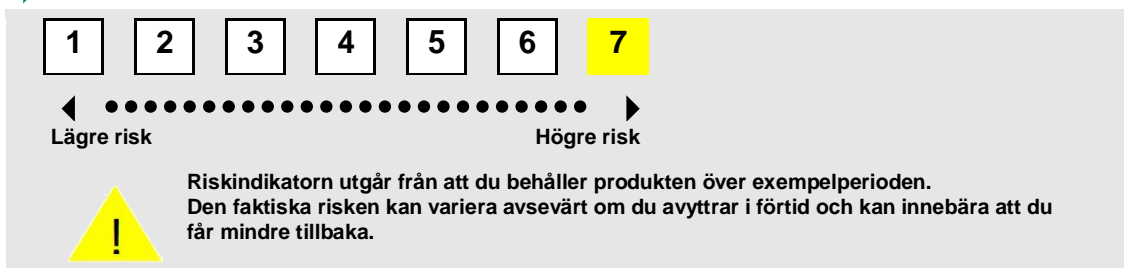 1 2 3 4 5 6 7
Lägre risk Högre risk
Riskindikatorn utgår från att du behåller produkten över exempelperioden.
Den faktiska risken kan variera avsevärt om du avyttrar i förtid och kan innebära att du
får mindre tillbaka.
!